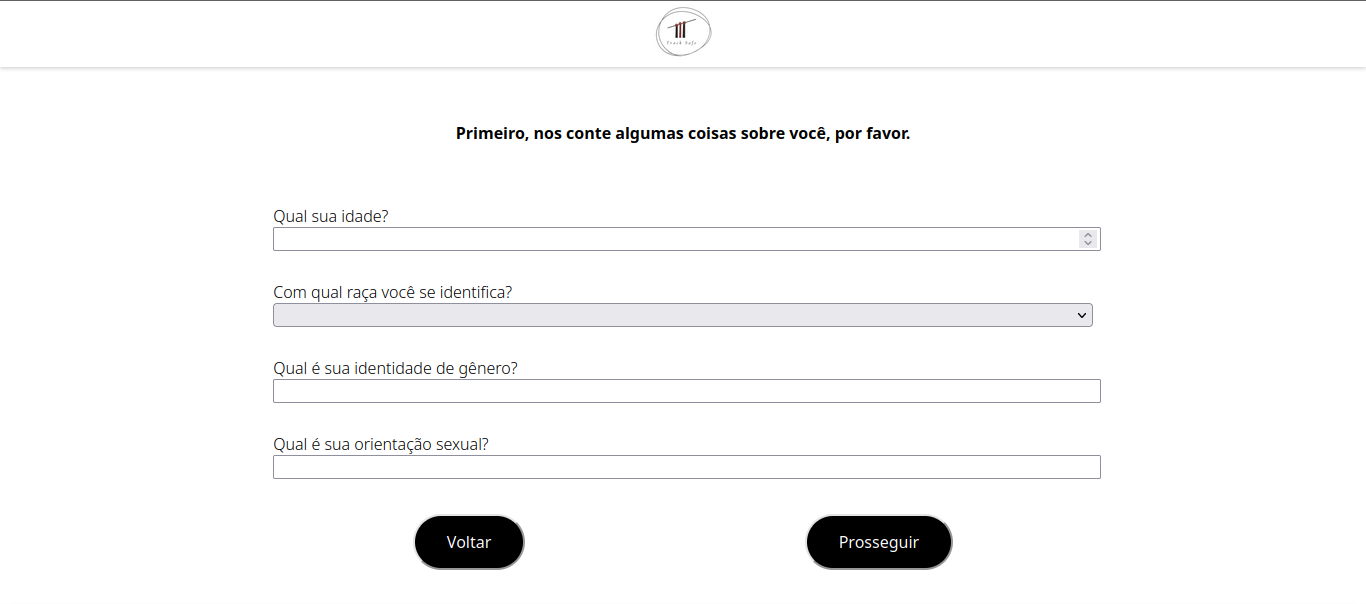 Track Safe
Primeiro, nos conte algumas coisas sobre você, por favor.
Qual sua idade?
Com qual raça você se identifica?
Qual é sua identidade de gênero?
Qual é sua orientação sexual?
Voltar
Prosseguir